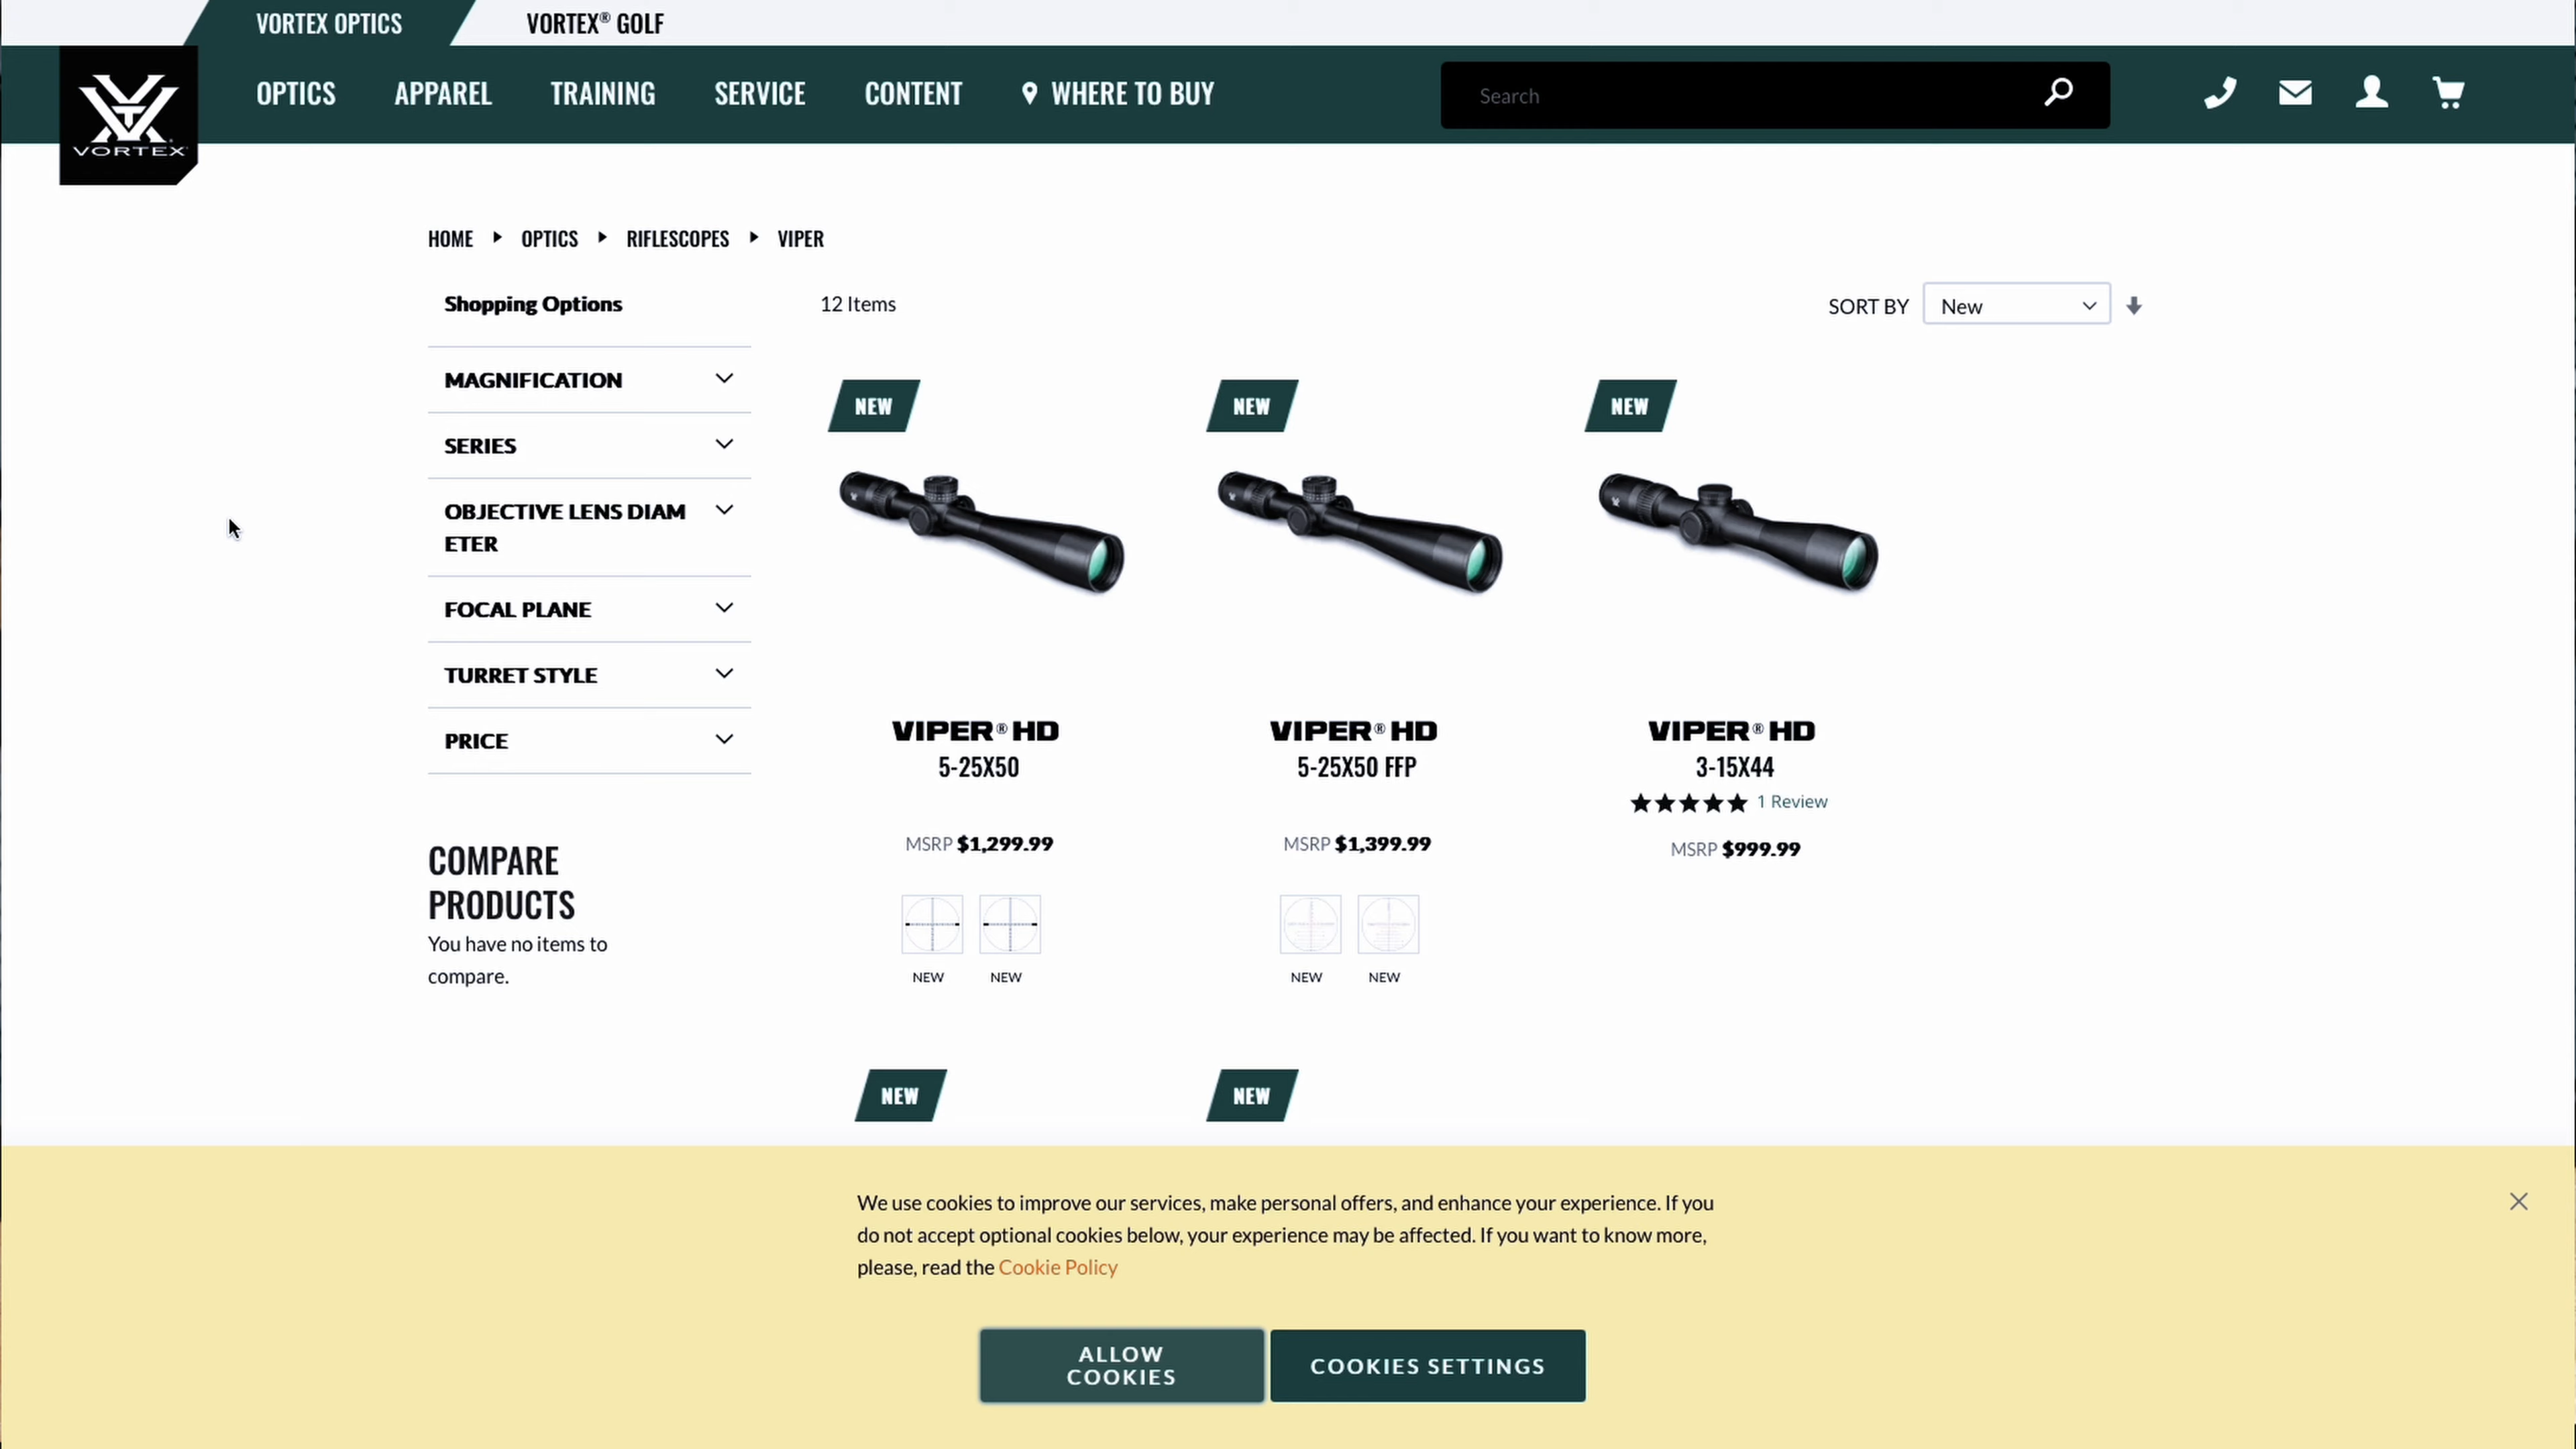 VORTEX OPTICS
VORTEX® GOLF
VORTEX
OPTICS
APPAREL
TRAINING
SERVICE
CONTENT
WHERE TO BUY
Search
HOME
OPTICS
RIFLESCOPES
VIPER
Shopping Options
MAGNIFICATION
SERIES
OBJECTIVE LENS DIAM
ETER
FOCAL PLANE
TURRET STYLE
PRICE
COMPARE
PRODUCTS
You have no items to
compare.
12 Items
SORT BY
New
NEW
VIPER® HD
5-25X50
MSRP $1,299.99
NEW
NEW
NEW
VIPER® HD
5-25X50 FFP
MSRP $1,399.99
NEW
NEW
NEW
VIPER® HD
3-15X44
1 Review
MSRP $999.99
NEW
NEW
We use cookies to improve our services, make personal offers, and enhance your experience. If you
do not accept optional cookies below, your experience may be affected. If you want to know more,
please, read the Cookie Policy
ALLOW
COOKIES
COOKIES SETTINGS